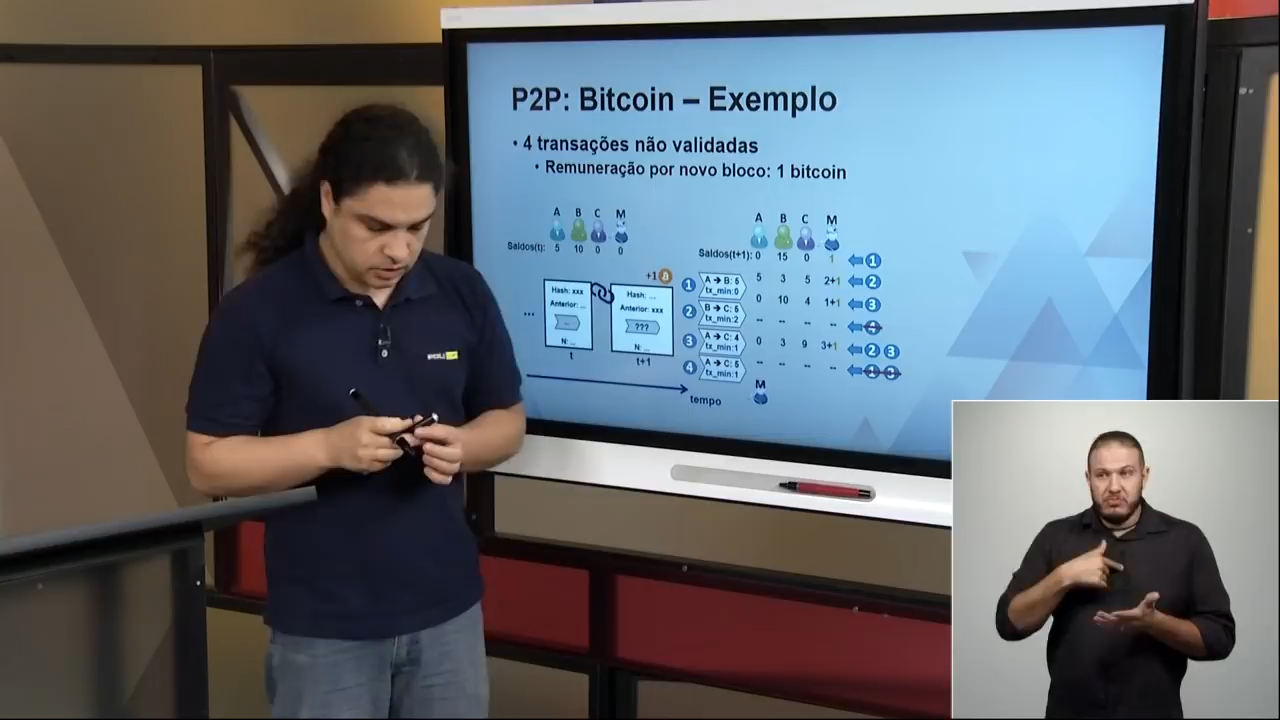 P2P: Bitcoin – Exemplo
• 4 transações não validadas
• Remuneração por novo bloco: 1 bitcoin
A B C M
Saldos(t): 5 10 0 0
A B C M
Saldos(t+1): 0 15 0 1 1
5 3 5 2+1 2
0 10 4 1+1 3
-- -- -- -- 4
0 3 9 3+1 2 3
-- -- -- -- 1 3
+1
...
Hash: xxx
Anterior: ...
...
N: ...
t
Hash: ...
Anterior: xxx
???
N: ...
t+1
1 A → B: 5
tx_min:0
2 B → C: 5
tx_min:2
3 A → C: 4
tx_min:1
4 A → C: 5
tx_min:1
tempo
M